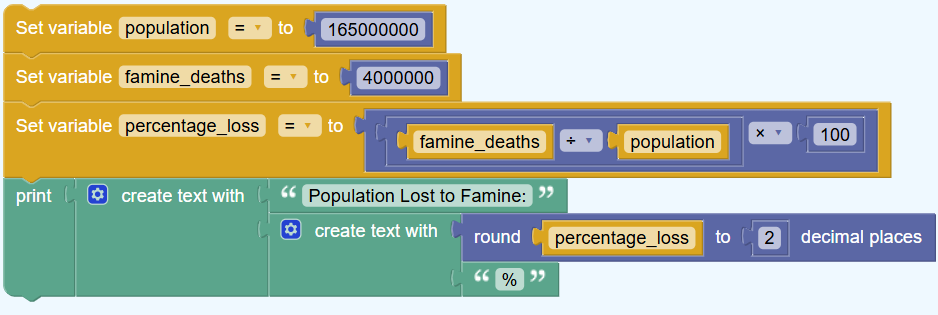 Set variable population = to 165000000
Set variable famine_deaths = to 4000000
Set variable percentage_loss = to famine_deaths ÷ population × 100
print create text with “ Population Lost to Famine: ”
create text with round percentage_loss to 2 decimal places
“ % ”